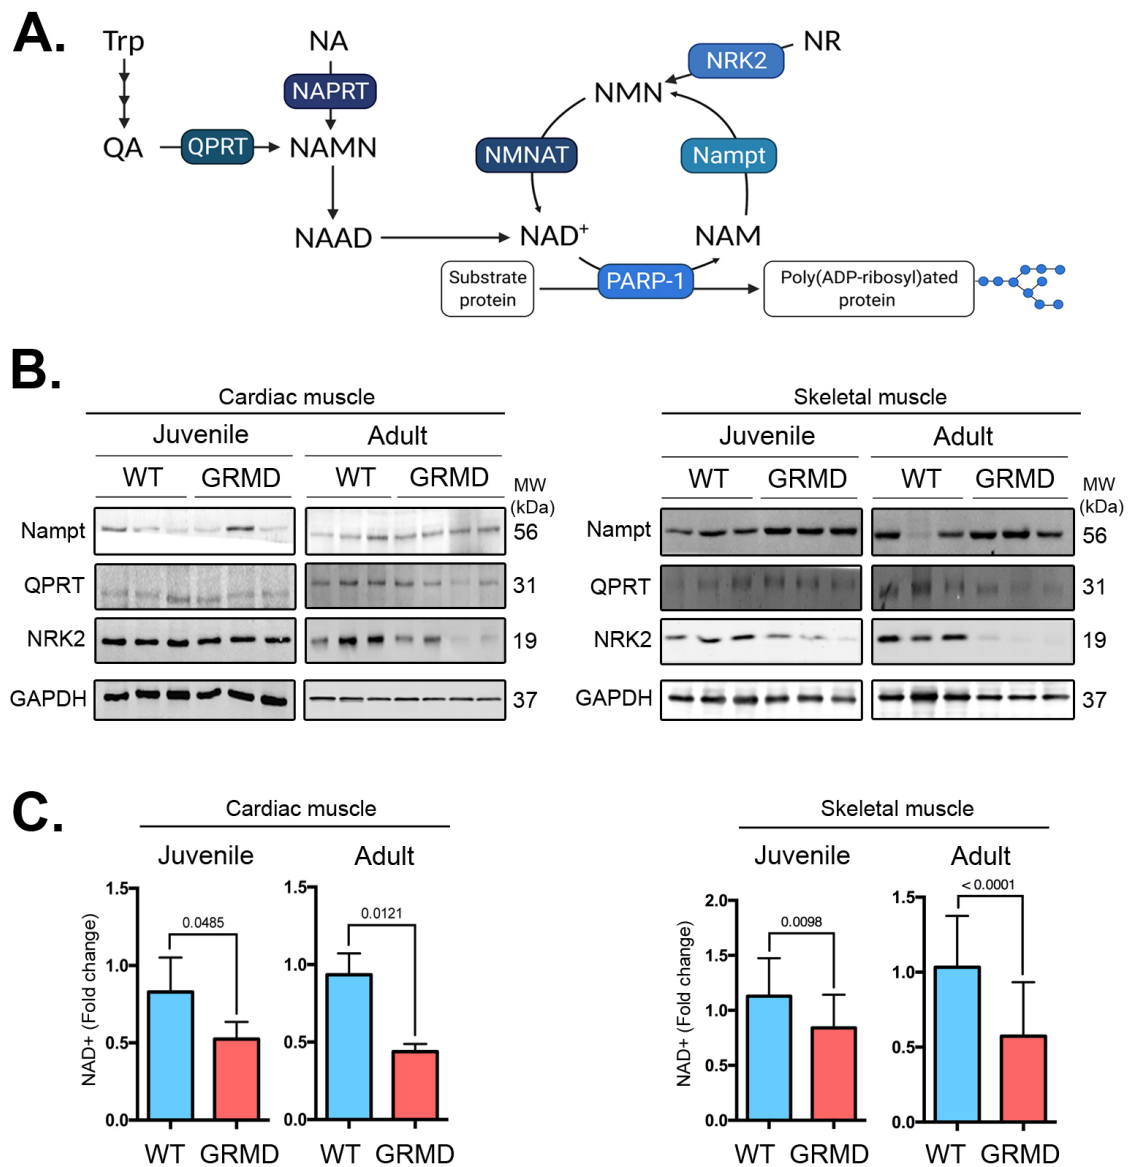 A.
Trp NA NR
NRK2
NAPRT NMN
QA QPRT NAMN NMNAT Nampt
NAAD NAD+ NAM
Substrate
protein
PARP-1
Poly(ADP-ribosyl)ated
protein
B.
Cardiac muscle
Juvenile Adult
WT GRMD WT GRMD
MW
(kDa)
Nampt 56
QPRT 31
NRK2 19
GAPDH 37
Skeletal muscle
Juvenile Adult
WT GRMD WT GRMD
MW
(kDa)
Nampt 56
QPRT 31
NRK2 19
GAPDH 37
C.
Cardiac muscle
Juvenile Adult
NAD+ (Fold change)
1.5
1.0
0.5
0.0
0.0485
WT GRMD
1.5
1.0
0.5
0.0
0.0121
WT GRMD
Skeletal muscle
Juvenile Adult
NAD+ (Fold change)
2.0
1.5
1.0
0.5
0.0
0.0098
WT GRMD
1.5
1.0
0.5
0.0
< 0.0001
WT GRMD